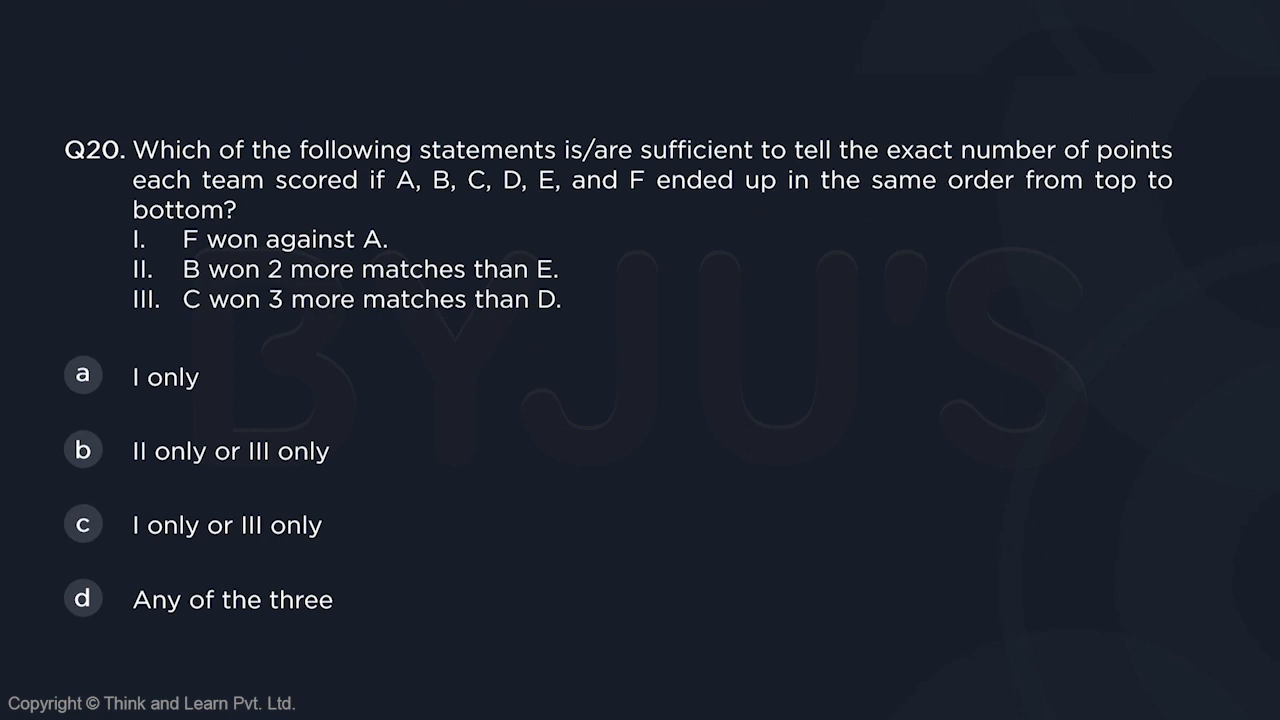 Q20. Which of the following statements is/are sufficient to tell the exact number of points
each team scored if A, B, C, D, E, and F ended up in the same order from top to
bottom?
I. F won against A.
II. B won 2 more matches than E.
III. C won 3 more matches than D.
a I only
b II only or III only
c I only or III only
d Any of the three
BYJU'S
Copyright © Think and Learn Pvt. Ltd.